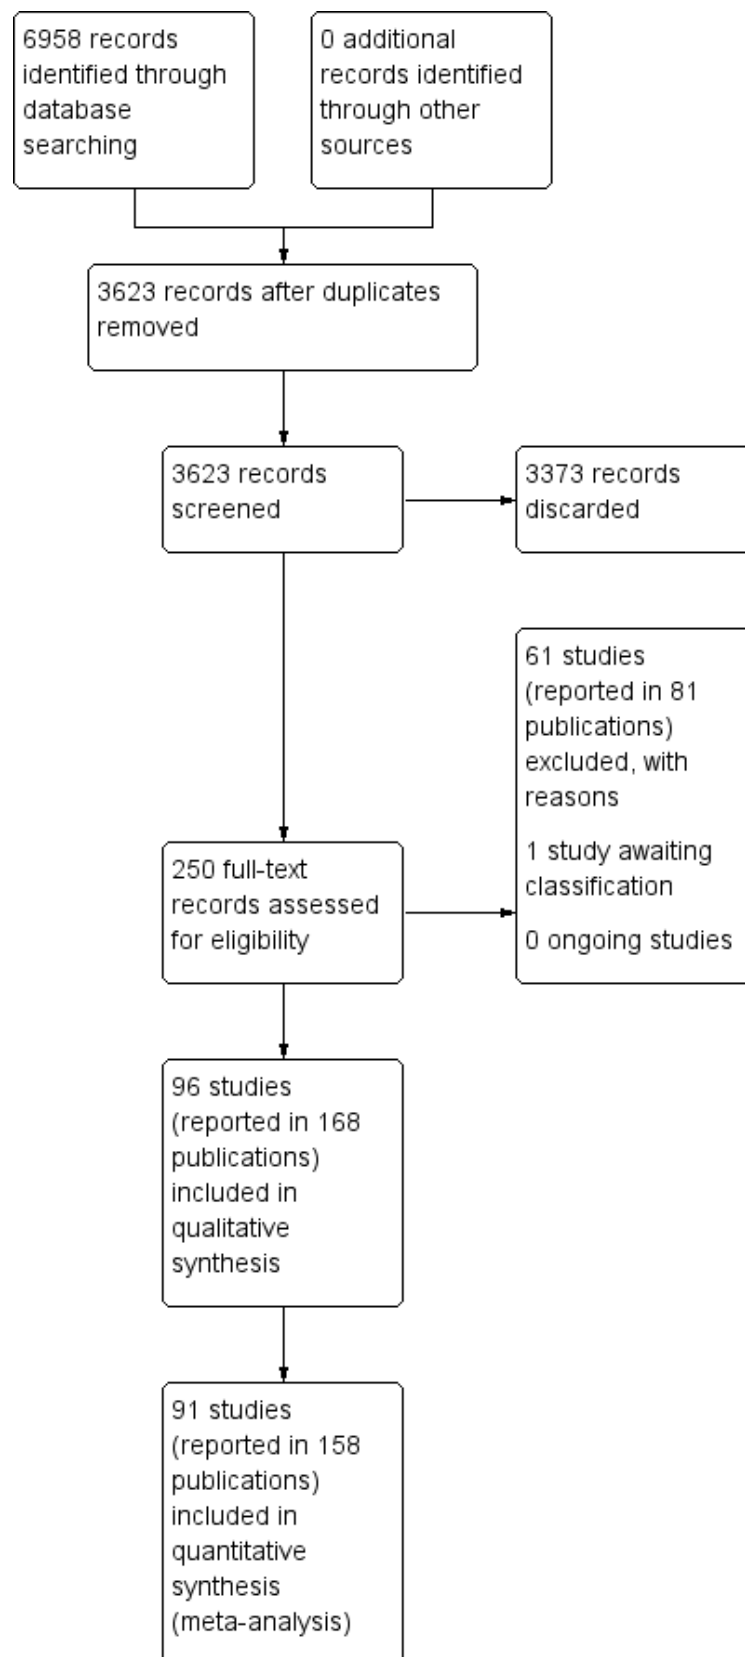 6958 records
identified through
database
searching
0 additional
records identified
through other
sources
3623 records after duplicates
removed
3623 records
screened
3373 records
discarded
61 studies
(reported in 81
publications)
excluded, with
reasons
1 study awaiting
classification
0 ongoing studies
250 full-text
records assessed
for eligibility
96 studies
(reported in 168
publications)
included in
qualitative
synthesis
91 studies
(reported in 158
publications)
included in
quantitative
synthesis
(meta-analysis)